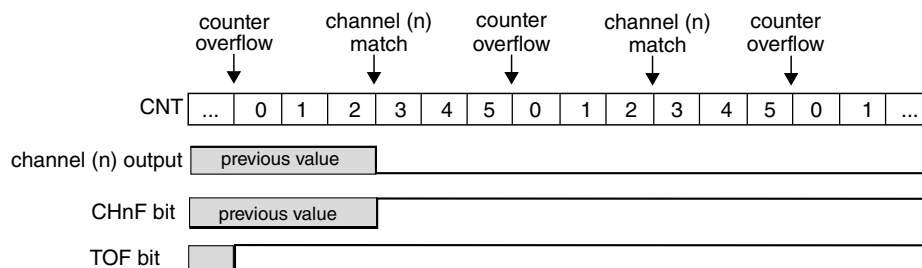 counter overflow
channel (n) match
counter overflow
channel (n) match
counter overflow
CNT ... 0 1 2 3 4 5 0 1 2 3 4 5 0 1 ...
channel (n) output previous value
CHnF bit previous value
TOF bit